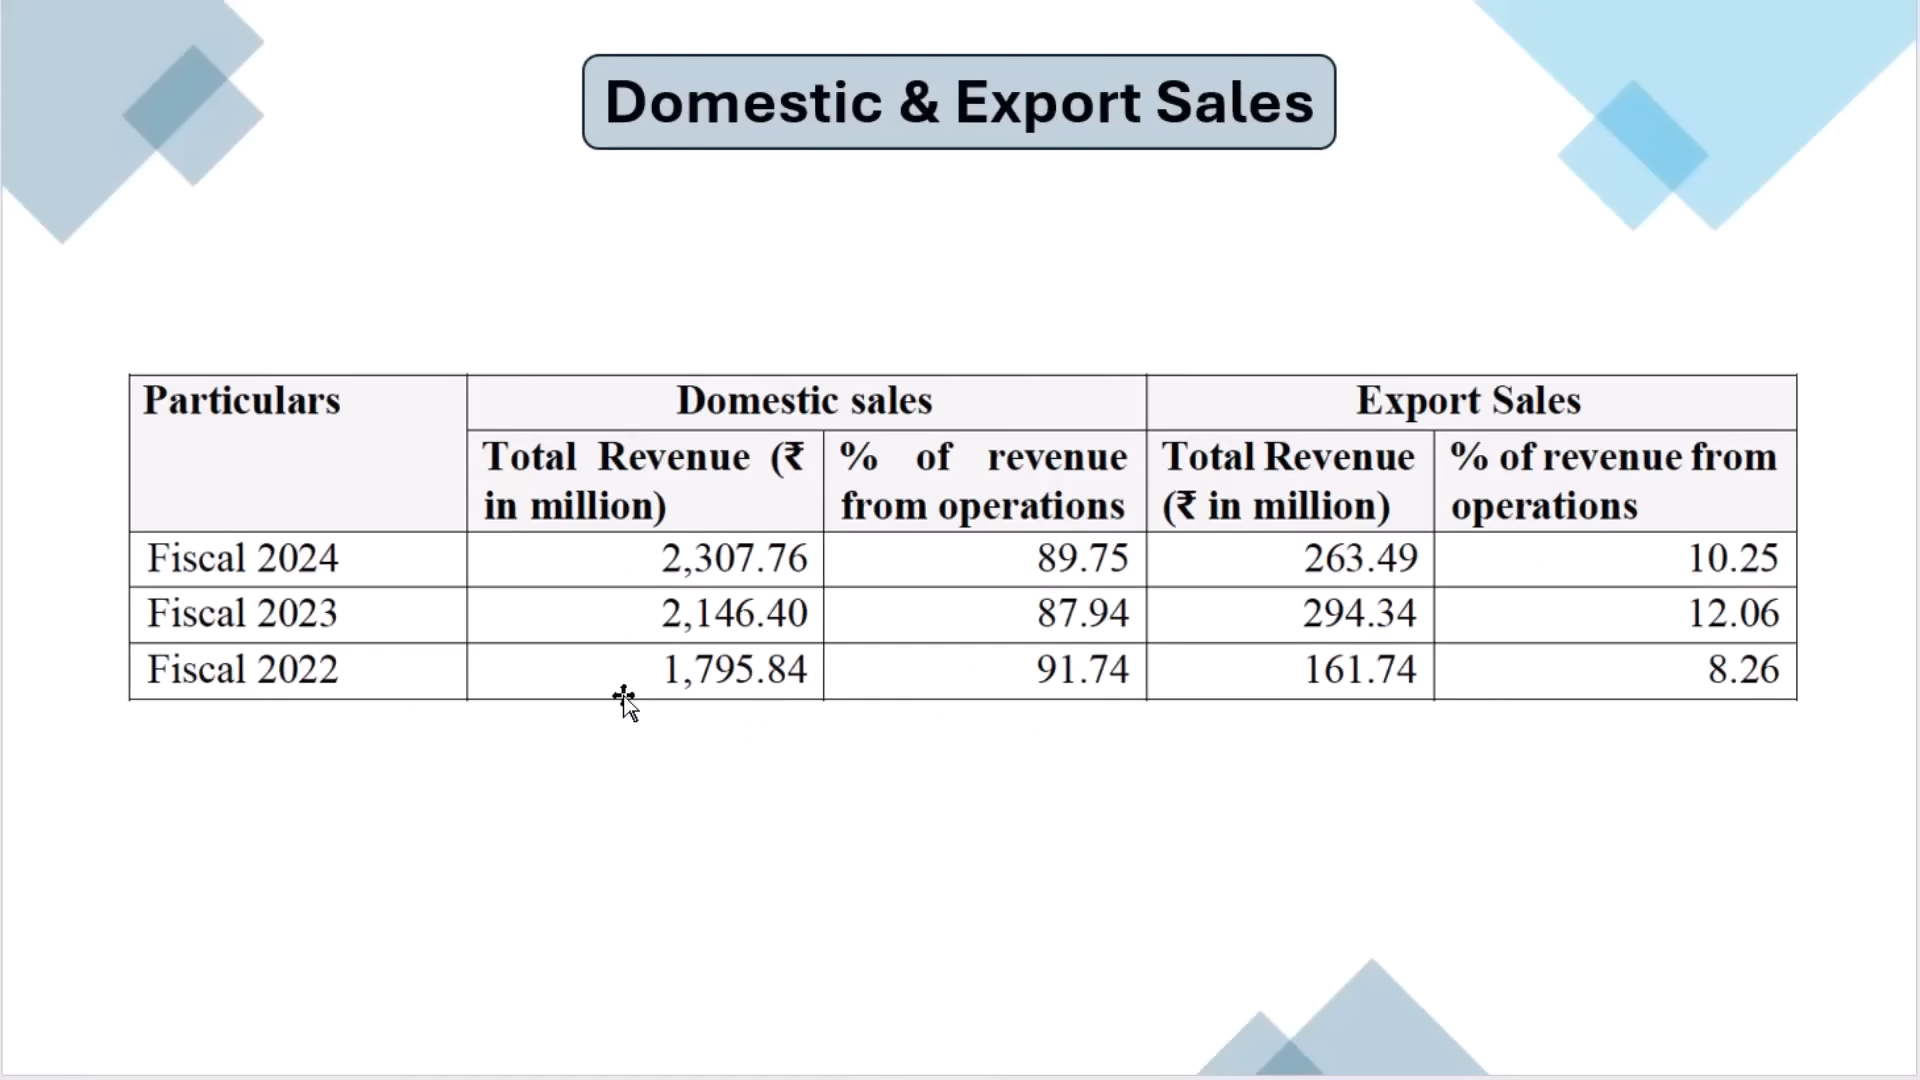 Domestic & Export Sales
Particulars Domestic sales Export Sales
Total Revenue (₹ % of revenue Total Revenue % of revenue from
in million) from operations (₹ in million) operations
Fiscal 2024 2,307.76 89.75 263.49 10.25
Fiscal 2023 2,146.40 87.94 294.34 12.06
Fiscal 2022 1,795.84 91.74 161.74 8.26